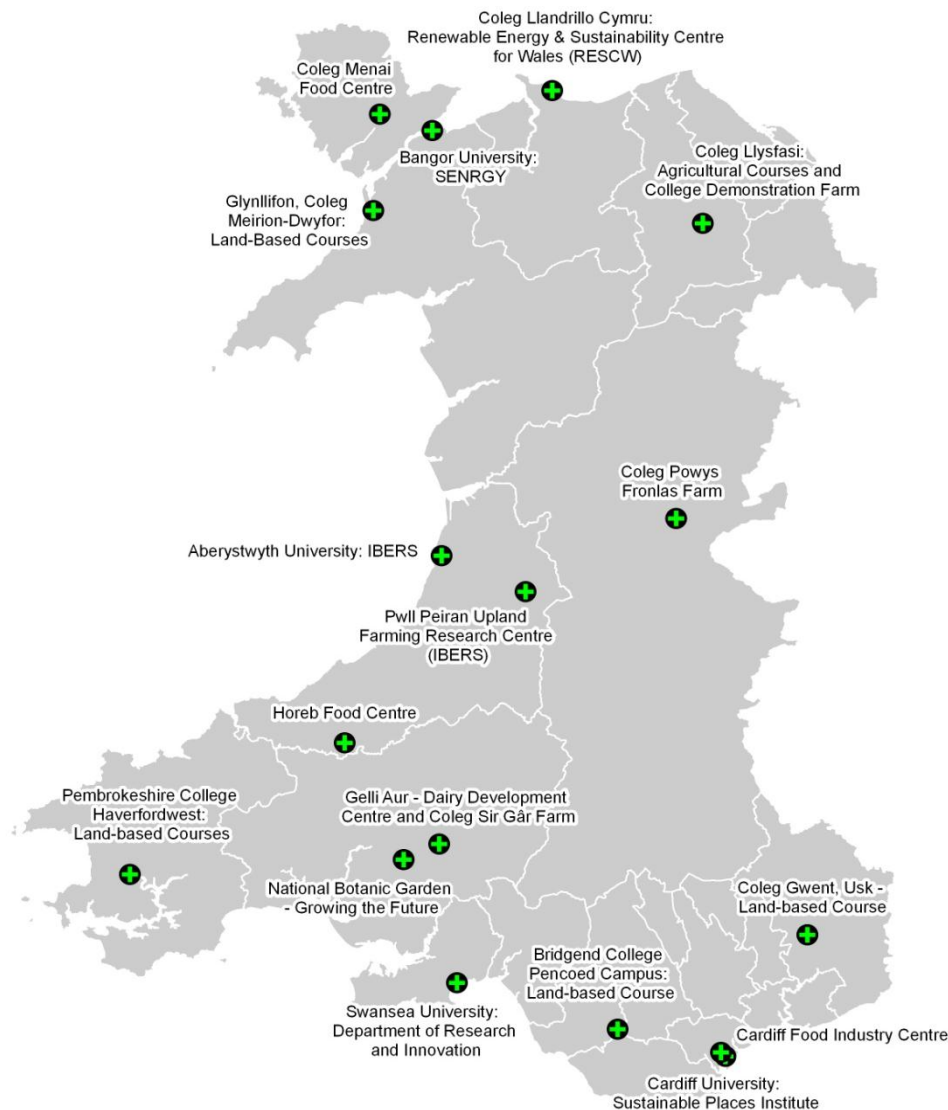 Coleg Llandrillo Cymru:
Renewable Energy & Sustainability Centre
for Wales (RESCW)
Coleg Menai
Food Centre
Bangor University:
SENRGY
Coleg Llysfasi:
Agricultural Courses and
College Demonstration Farm
Glynllifon, Coleg
Meirion-Dwyfor:
Land-Based Courses
Coleg Powys
Fronlas Farm
Aberystwyth University: IBERS
Pwll Peiran Upland
Farming Research Centre
(IBERS)
Horeb Food Centre
Pembrokeshire College
Haverfordwest:
Land-based Courses
Gelli Aur - Dairy Development
Centre and Coleg Sir Gâr Farm
National Botanic Garden
- Growing the Future
Coleg Gwent, Usk -
Land-based Course
Bridgend College
Pencoed Campus:
Land-based Course
Swansea University:
Department of Research
and Innovation
Cardiff Food Industry Centre
Cardiff University:
Sustainable Places Institute